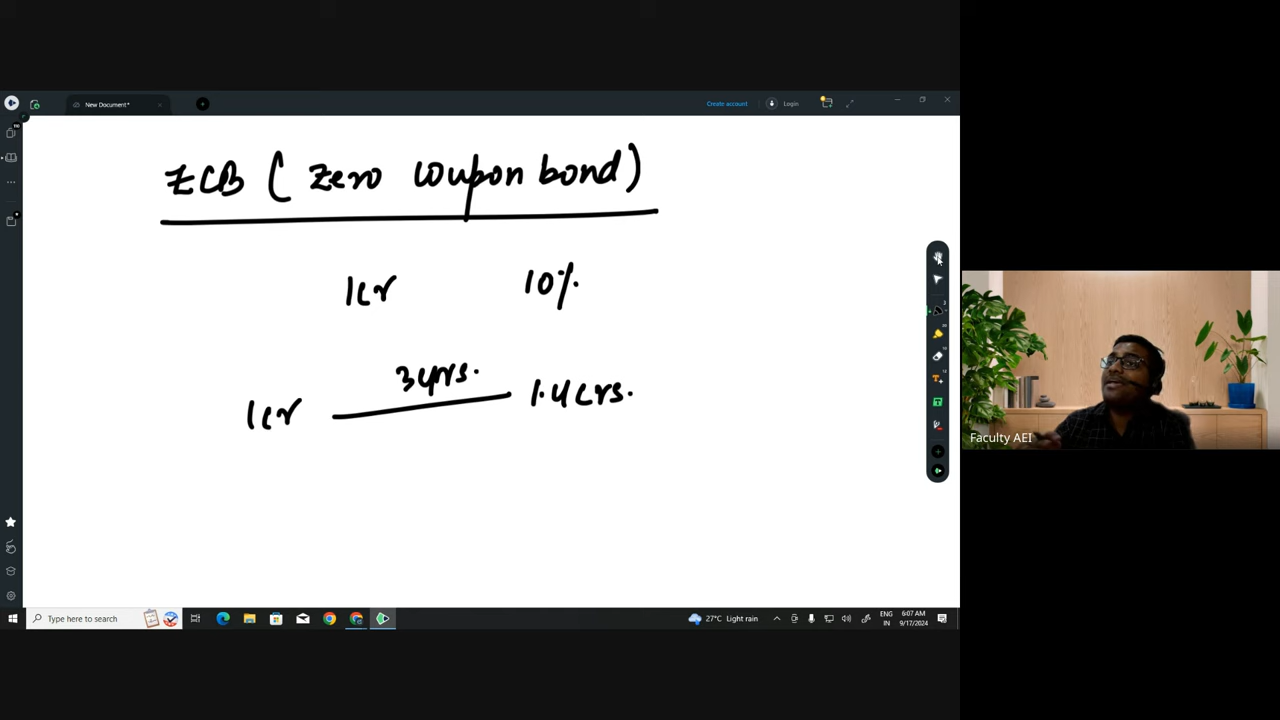 New Document*
Create account
Login
ZCB ( Zero coupon bond)
1cr 10%.
3yrs.
1cr 1.4crs.
Faculty AEI
Type here to search
27°C Light rain
ENG
IN
6:07 AM
9/17/2024